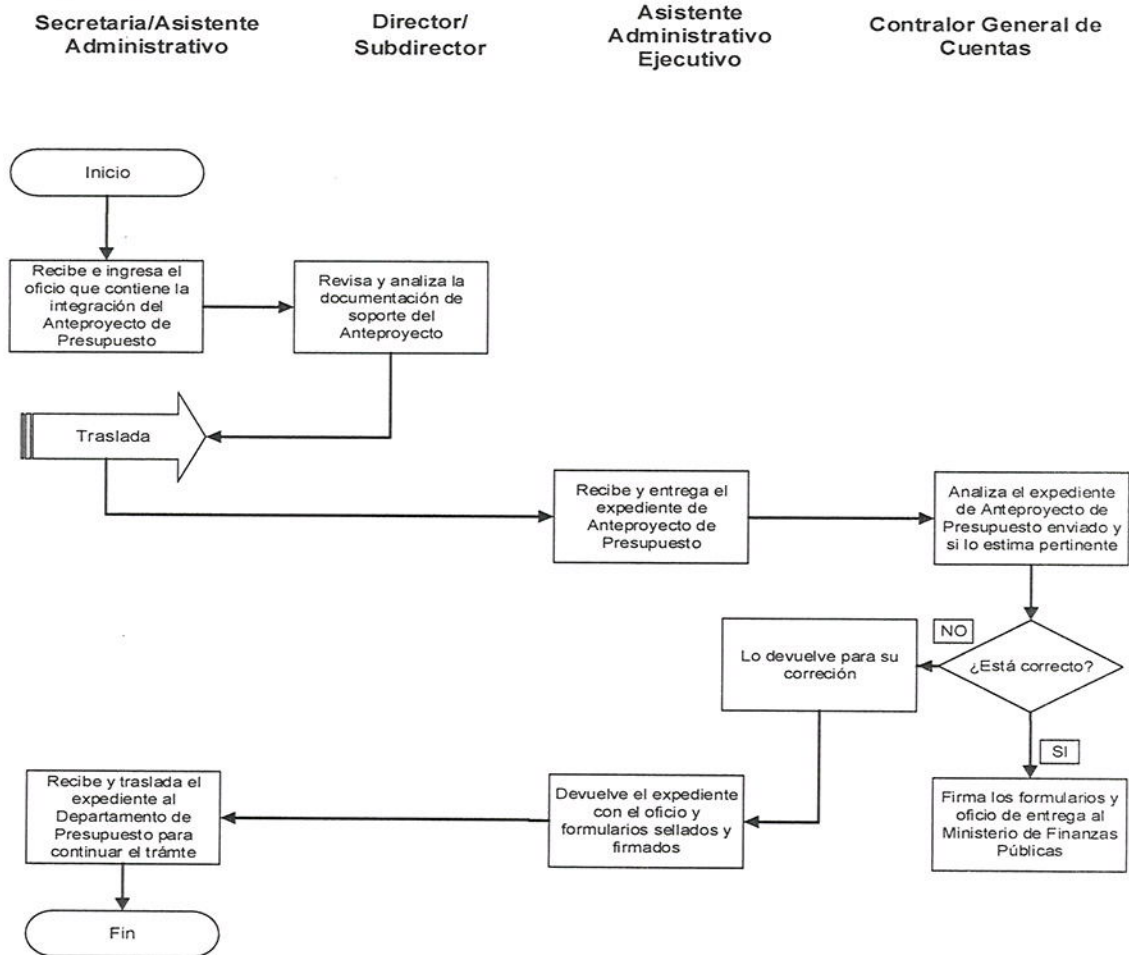 Secretaria/Asistente
Administrativo
Director/
Subdirector
Asistente
Administrativo
Ejecutivo
Contralor General de
Cuentas
Inicio
Recibe e ingresa el
oficio que contiene la
integración del
Anteproyecto de
Presupuesto
Revisa y analiza la
documentación de
soporte del
Anteproyecto
Traslada
Recibe y entrega el
expediente de
Anteproyecto de
Presupuesto
Analiza el expediente
de Anteproyecto de
Presupuesto enviado y
si lo estima pertinente
NO
¿Está correcto?
Lo devuelve para su
correción
SI
Firma los formularios y
oficio de entrega al
Ministerio de Finanzas
Públicas
Devuelve el expediente
con el oficio y
formularios sellados y
firmados
Recibe y traslada el
expediente al
Departamento de
Presupuesto para
continuar el trámte
Fin